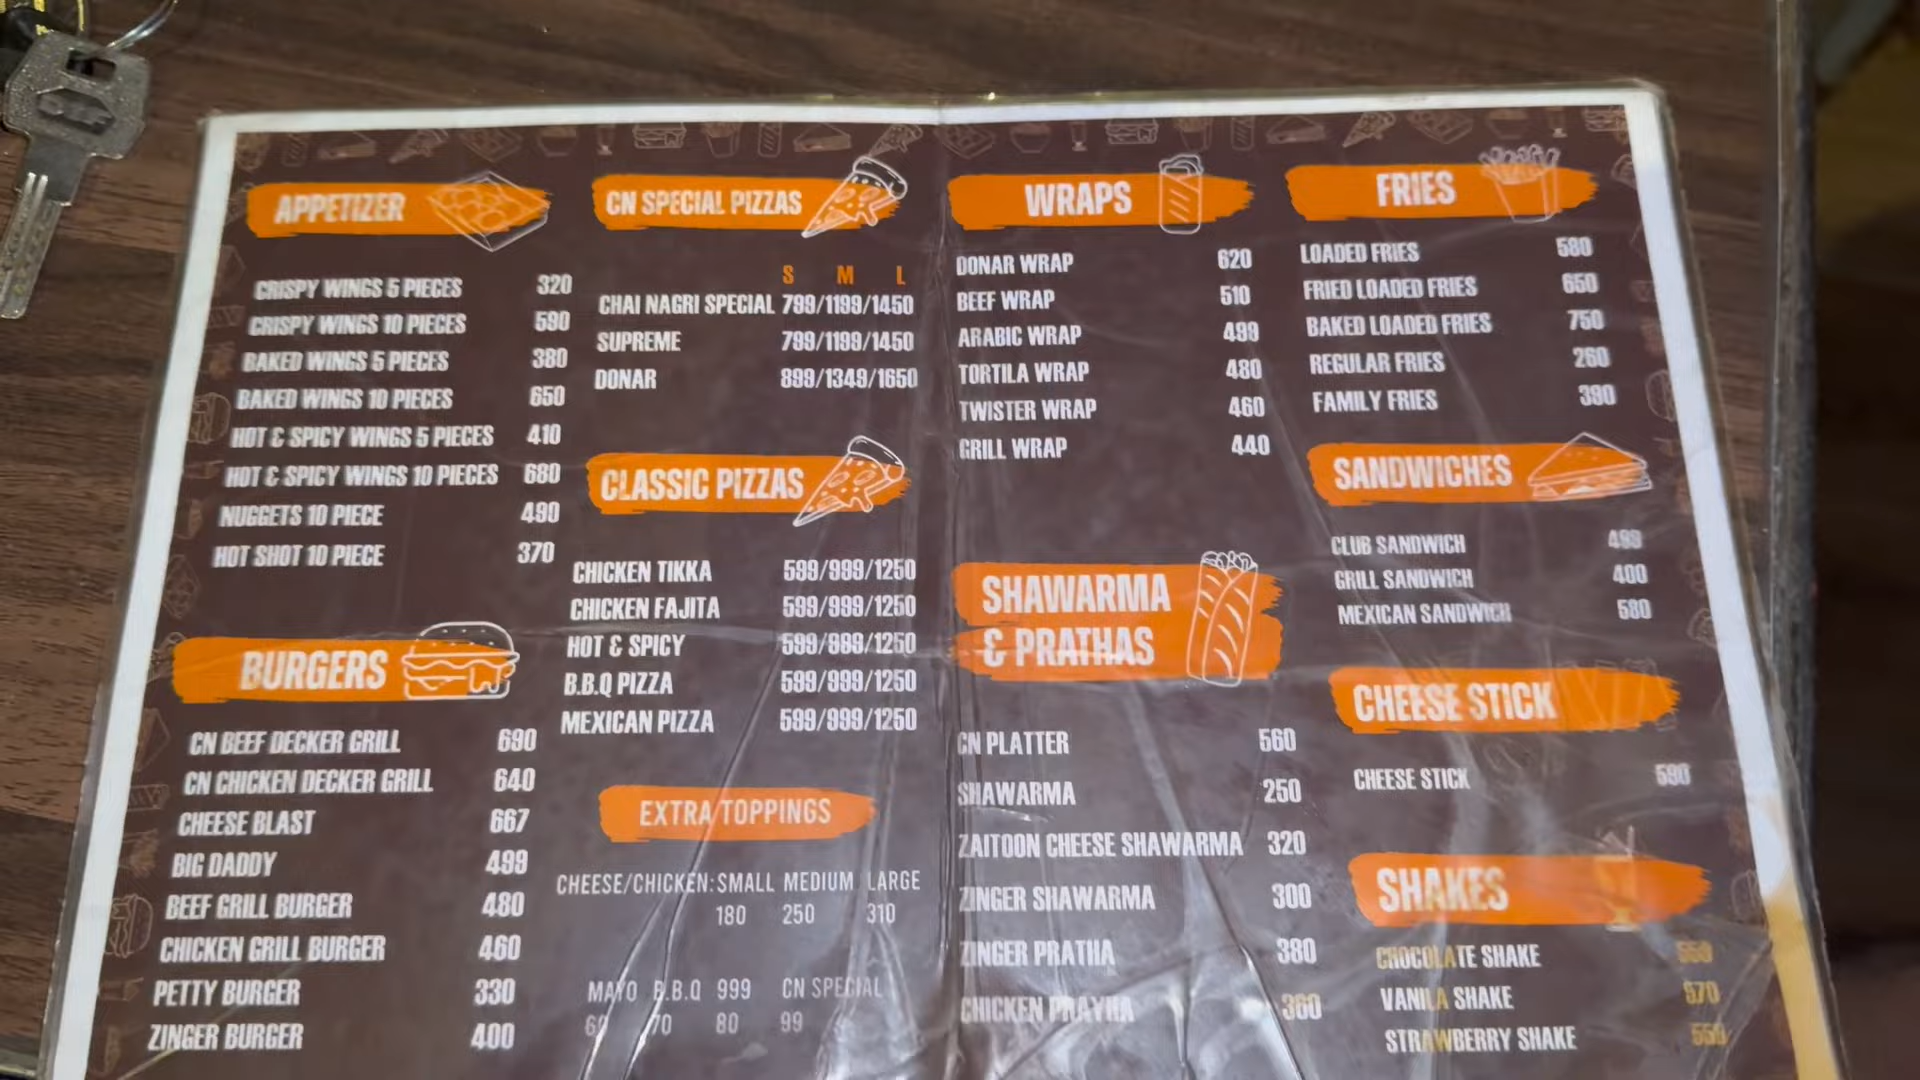 APPETIZER
CRISPY WINGS 5 PIECES 320
CRISPY WINGS 10 PIECES 590
BAKED WINGS 5 PIECES 380
BAKED WINGS 10 PIECES 650
HOT & SPICY WINGS 5 PIECES 410
HOT & SPICY WINGS 10 PIECES 680
NUGGETS 10 PIECE 490
HOT SHOT 10 PIECE 370
BURGERS
CN BEEF DECKER GRILL 690
CN CHICKEN DECKER GRILL 640
CHEESE BLAST 667
BIG DADDY 499
BEEF GRILL BURGER 480
CHICKEN GRILL BURGER 460
PETTY BURGER 330
ZINGER BURGER 400
CN SPECIAL PIZZAS
S M L
CHAI NAGRI SPECIAL 799/1199/1450
SUPREME 799/1199/1450
DONAR 899/1349/1650
CLASSIC PIZZAS
CHICKEN TIKKA 599/999/1250
CHICKEN FAJITA 599/999/1250
HOT & SPICY 599/999/1250
B.B.Q PIZZA 599/999/1250
MEXICAN PIZZA 599/999/1250
EXTRA TOPPINGS
CHEESE/CHICKEN: SMALL MEDIUM LARGE
180 250 310
MAYO B.B.Q 999 CN SPECIAL
60 70 80 99
WRAPS
DONAR WRAP 620
BEEF WRAP 510
ARABIC WRAP 499
TORTILA WRAP 480
TWISTER WRAP 460
GRILL WRAP 440
SHAWARMA
& PRATHAS
CN PLATTER 560
SHAWARMA 250
ZAITOON CHEESE SHAWARMA 320
ZINGER SHAWARMA 300
ZINGER PRATHA 380
CHICKEN 360
FRIES
LOADED FRIES 580
FRIED LOADED FRIES 650
BAKED LOADED FRIES 750
REGULAR FRIES 260
FAMILY FRIES 390
SANDWICHES
CLUB SANDWICH 499
GRILL SANDWICH 400
MEXICAN SANDWICH 580
CHEESE STICK
CHEESE STICK 590
SHAKES
CHOCOLATE SHAKE
VANILA SHAKE
STRAWBERRY SHAKE